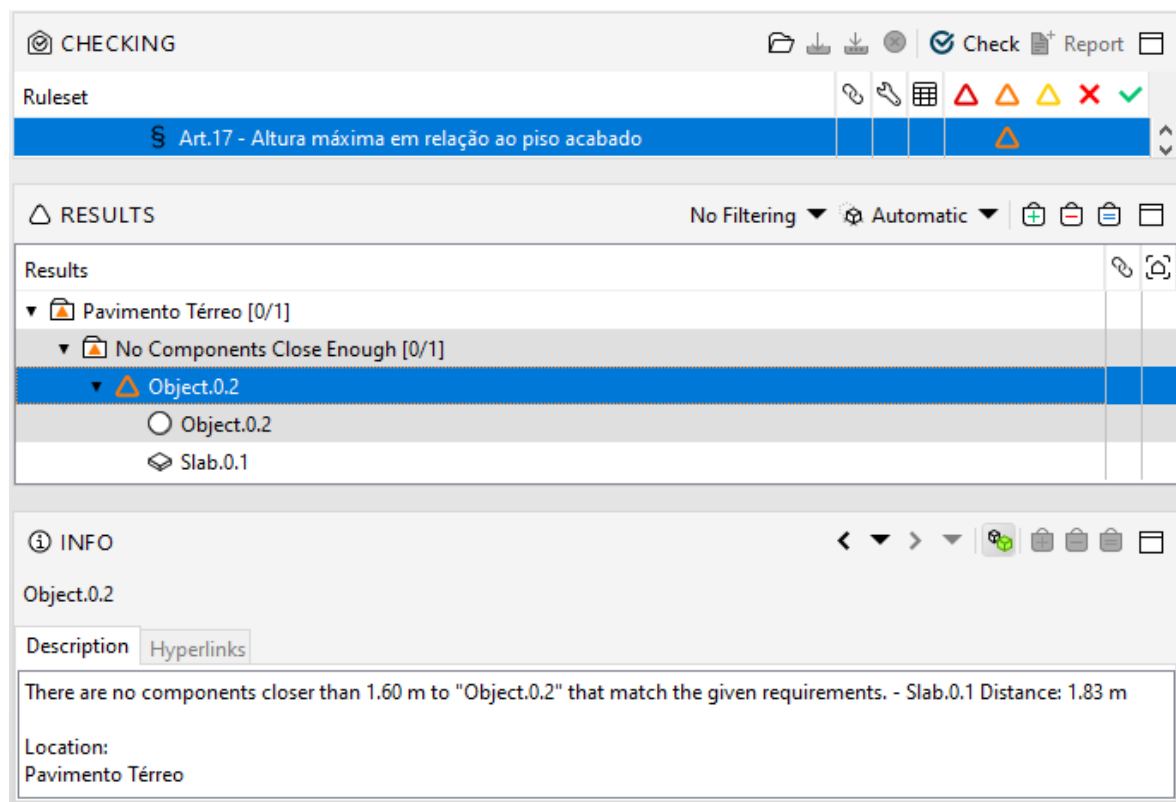 CHECKING
Check Report
Ruleset
§ Art.17 - Altura máxima em relação ao piso acabado
RESULTS
No Filtering Automatic
Results
Pavimento Térreo [0/1]
No Components Close Enough [0/1]
Object.0.2
Object.0.2
Slab.0.1
INFO
Object.0.2
Description Hyperlinks
There are no components closer than 1.60 m to "Object.0.2" that match the given requirements. - Slab.0.1 Distance: 1.83 m
Location:
Pavimento Térreo